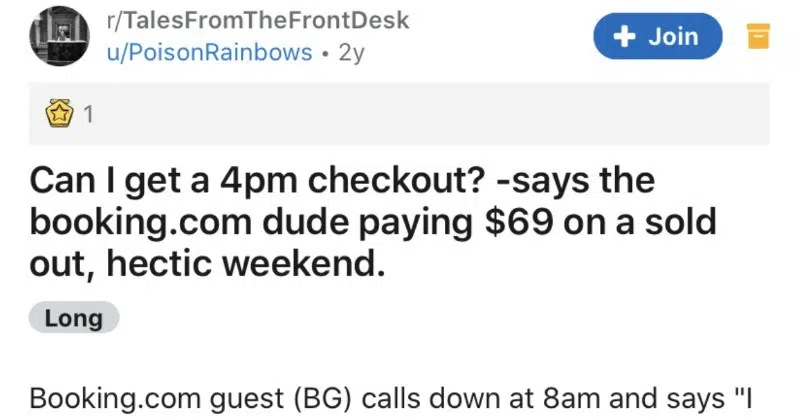 r/TalesFromTheFrontDesk
u/PoisonRainbows • 2y
+ Join
1
Can I get a 4pm checkout? -says the
booking.com dude paying $69 on a sold
out, hectic weekend.
Long
Booking.com guest (BG) calls down at 8am and says "I